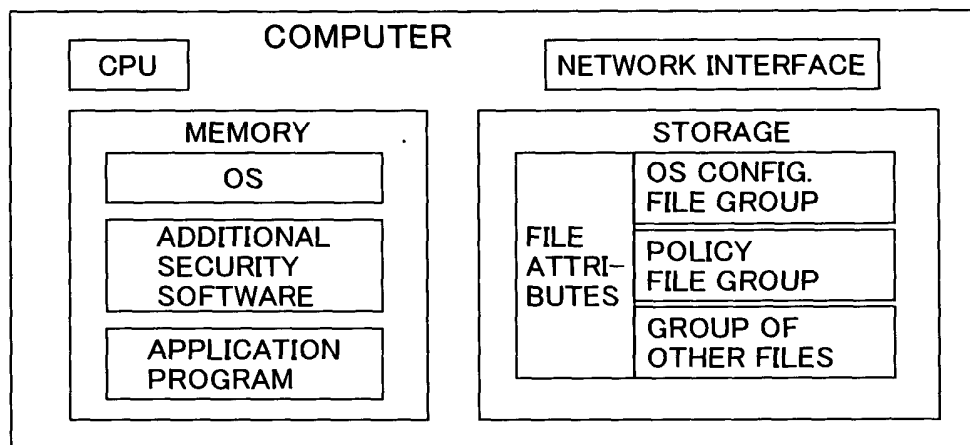 COMPUTER
CPU
NETWORK INTERFACE
MEMORY
OS
ADDITIONAL
SECURITY
SOFTWARE
APPLICATION
PROGRAM
STORAGE
FILE
ATTRI-
BUTES
OS CONFIG.
FILE GROUP
POLICY
FILE GROUP
GROUP OF
OTHER FILES